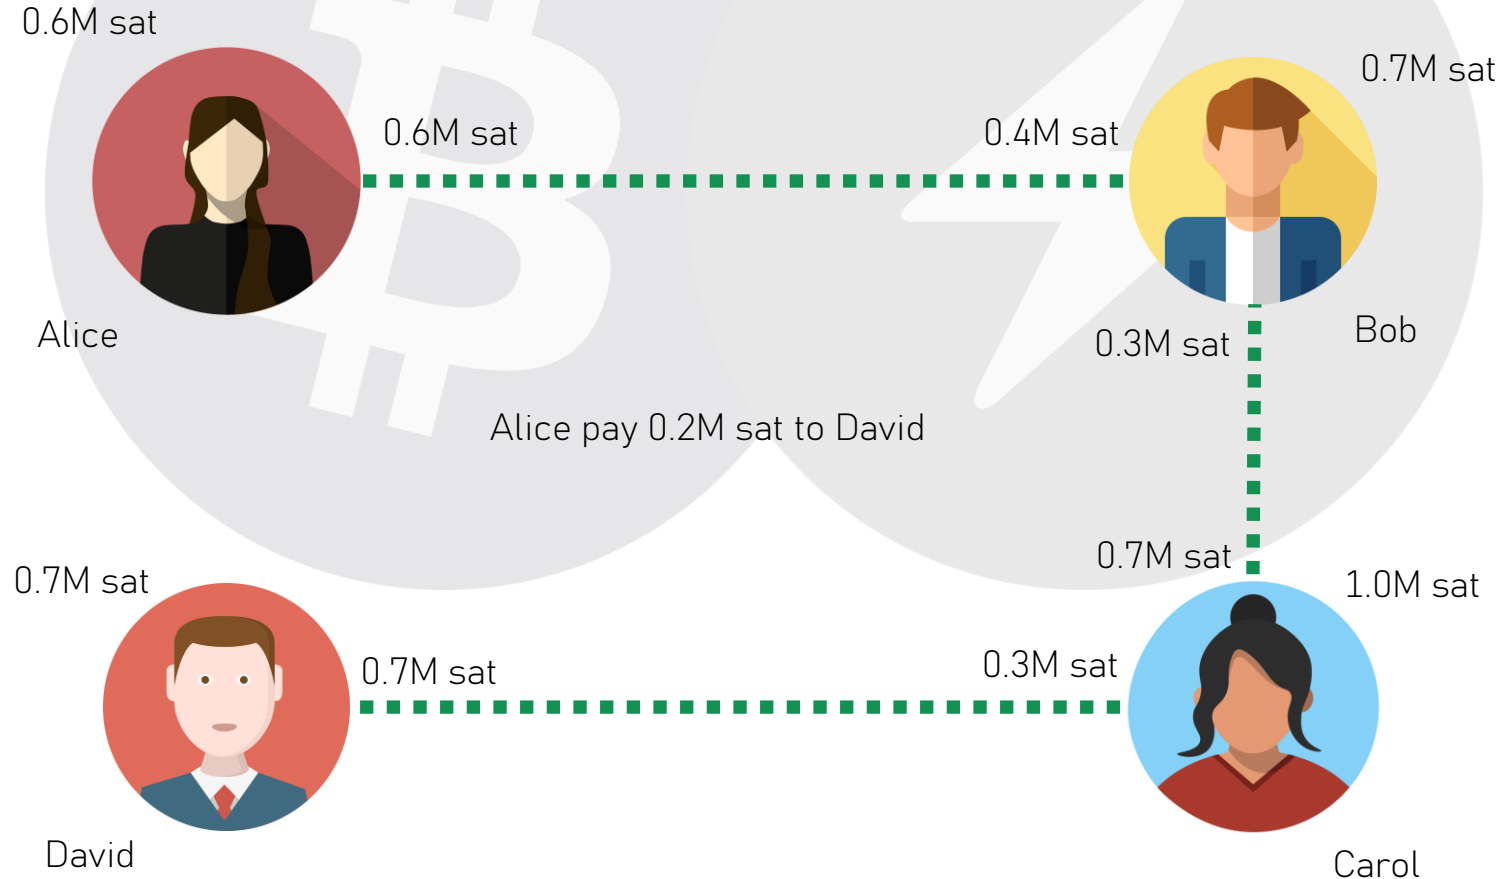 0.6M sat
0.7M sat
0.6M sat
0.4M sat
Alice
Bob
0.3M sat
Alice pay 0.2M sat to David
0.7M sat
0.7M sat
1.0M sat
0.7M sat
0.3M sat
David
Carol